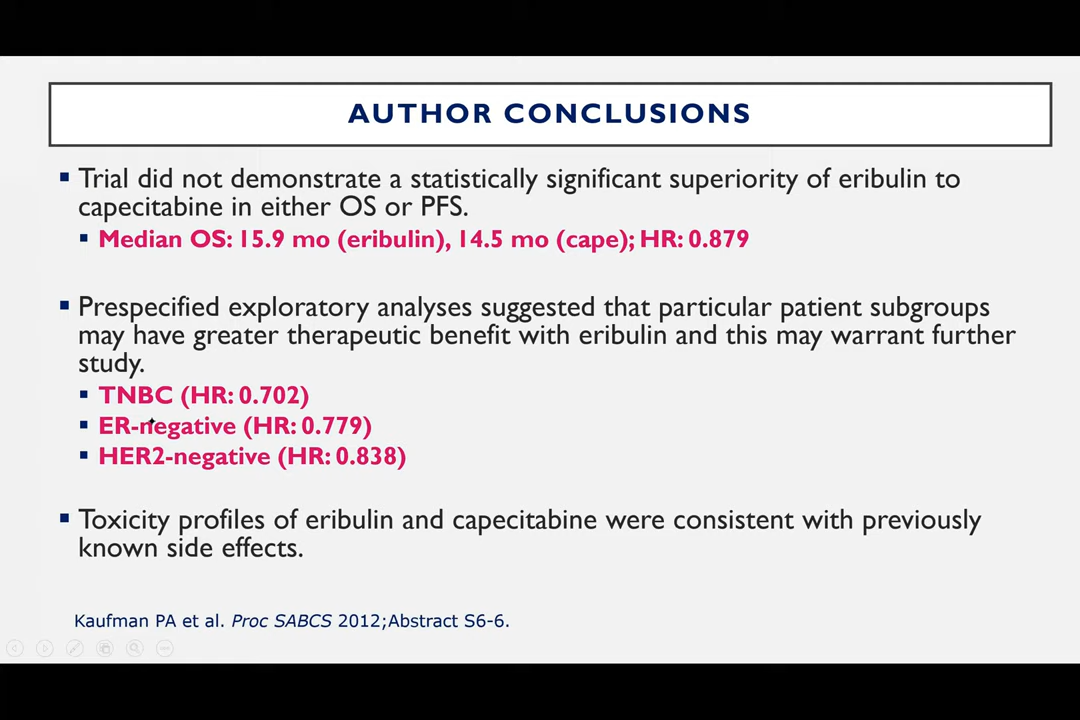 AUTHOR CONCLUSIONS
▪ Trial did not demonstrate a statistically significant superiority of eribulin to
capecitabine in either OS or PFS.
▪ Median OS: 15.9 mo (eribulin), 14.5 mo (cape); HR: 0.879
▪ Prespecified exploratory analyses suggested that particular patient subgroups
may have greater therapeutic benefit with eribulin and this may warrant further
study.
▪ TNBC (HR: 0.702)
▪ ER-negative (HR: 0.779)
▪ HER2-negative (HR: 0.838)
▪ Toxicity profiles of eribulin and capecitabine were consistent with previously
known side effects.
Kaufman PA et al. Proc SABCS 2012;Abstract S6-6.